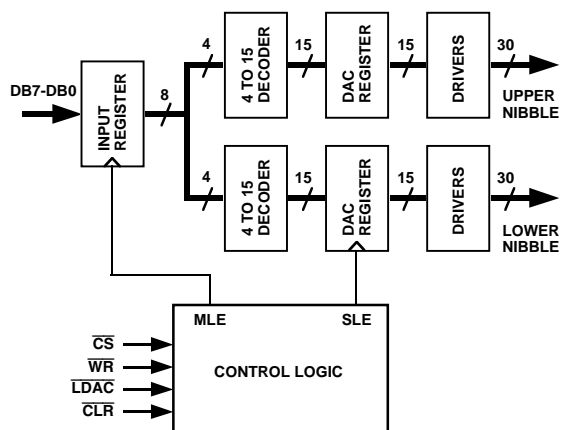 4
15
15
30
4 TO 15
DECODER
DAC
REGISTER
DRIVERS
UPPER
NIBBLE
DB7-DB0
8
INPUT
REGISTER
4
15
15
30
4 TO 15
DECODER
DAC
REGISTER
DRIVERS
LOWER
NIBBLE
MLE
SLE
CS
WR
LDAC
CLR
CONTROL LOGIC